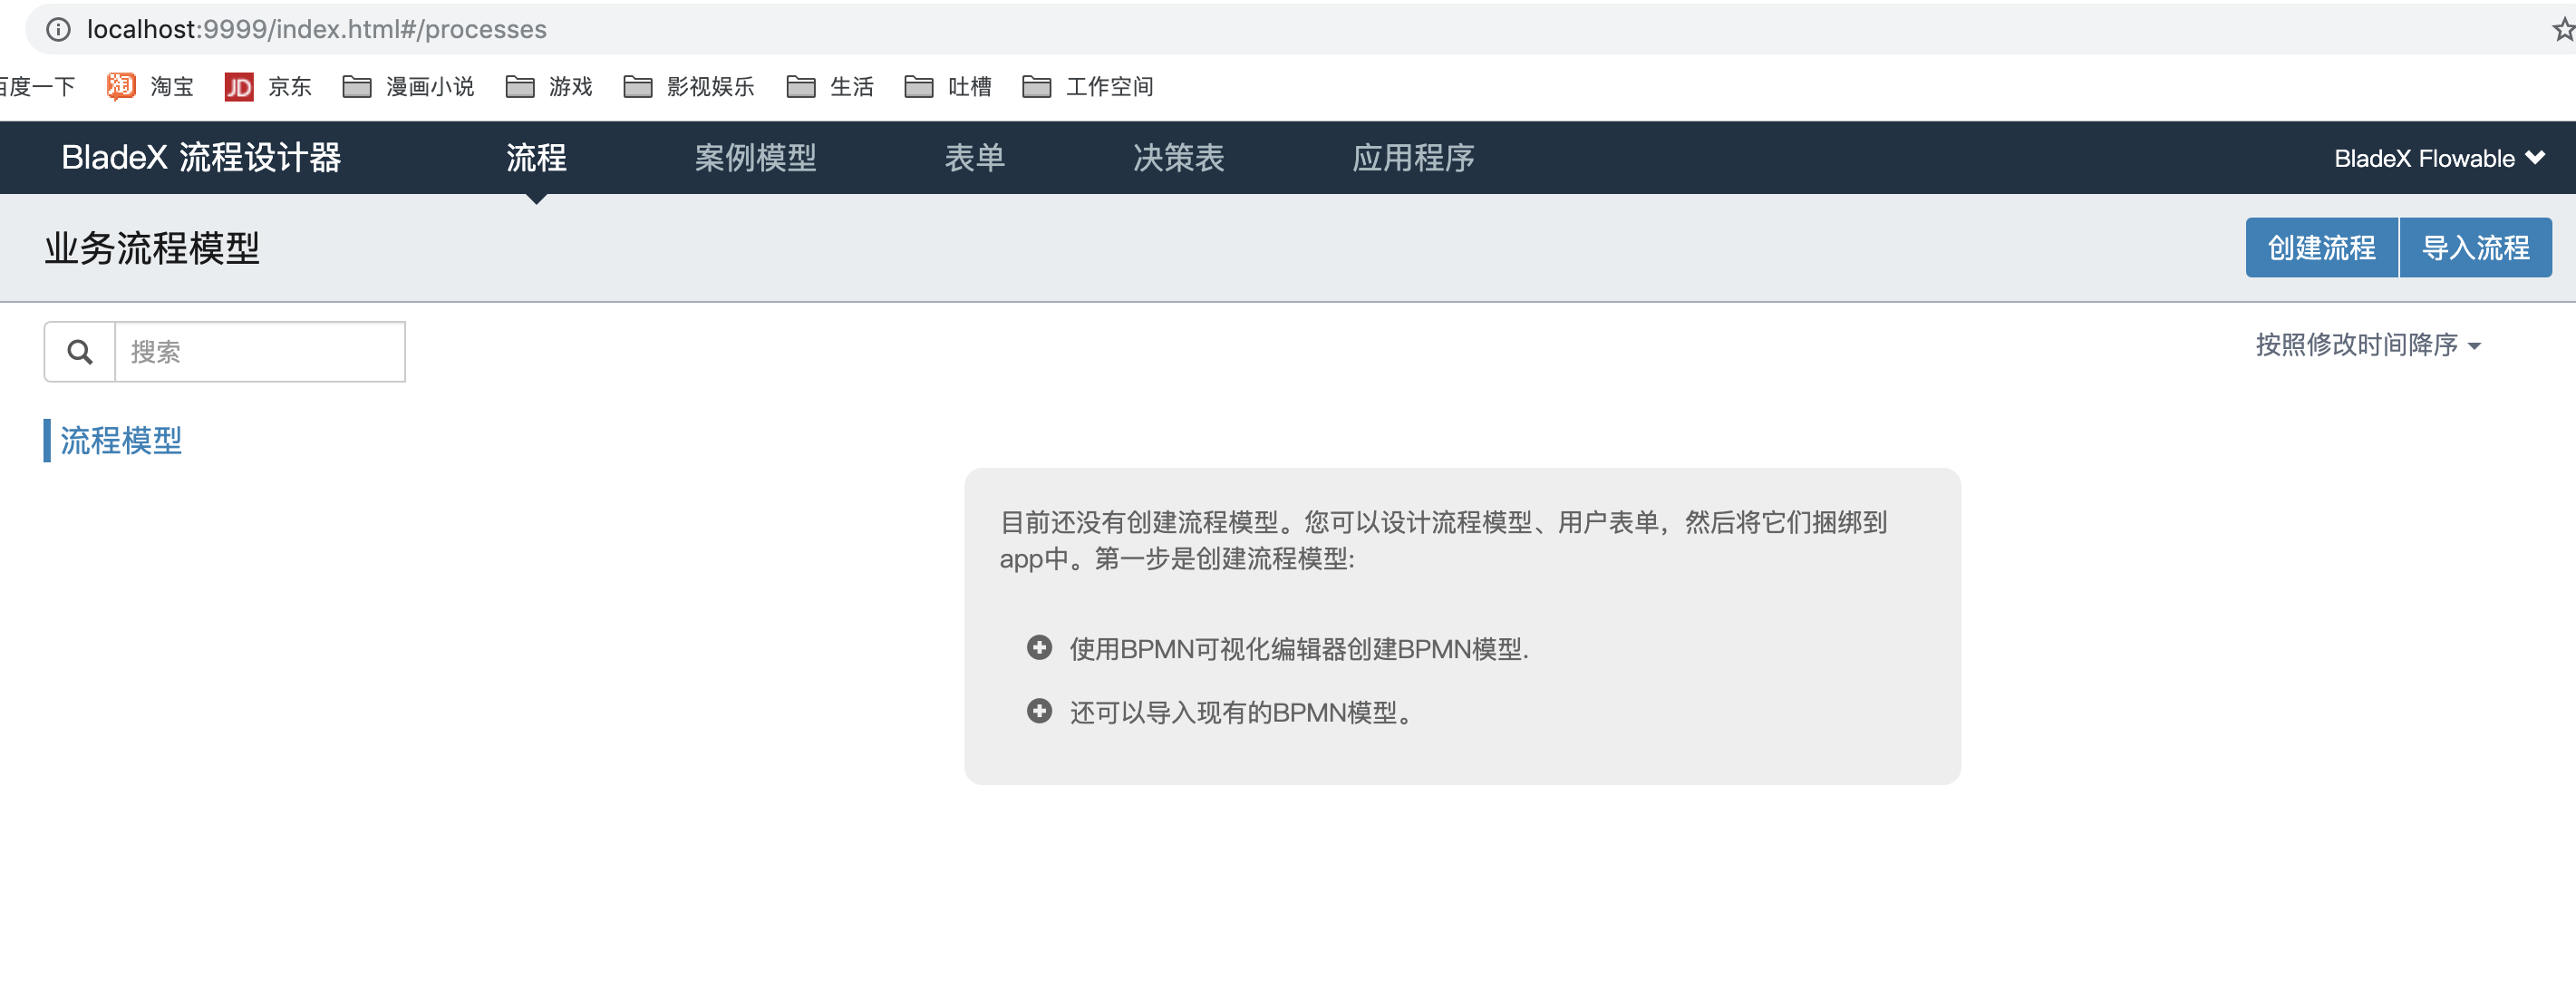 localhost:9999/index.html#/processes
百度一下 淘 淘宝 JD 京东 漫画小说 游戏 影视娱乐 生活 吐槽 工作空间
BladeX 流程设计器 流程 案例模型 表单 决策表 应用程序 BladeX Flowable
业务流程模型 创建流程 导入流程
搜索 按照修改时间降序
流程模型
目前还没有创建流程模型。您可以设计流程模型、用户表单，然后将它们捆绑到
app中。第一步是创建流程模型:
使用BPMN可视化编辑器创建BPMN模型.
还可以导入现有的BPMN模型。